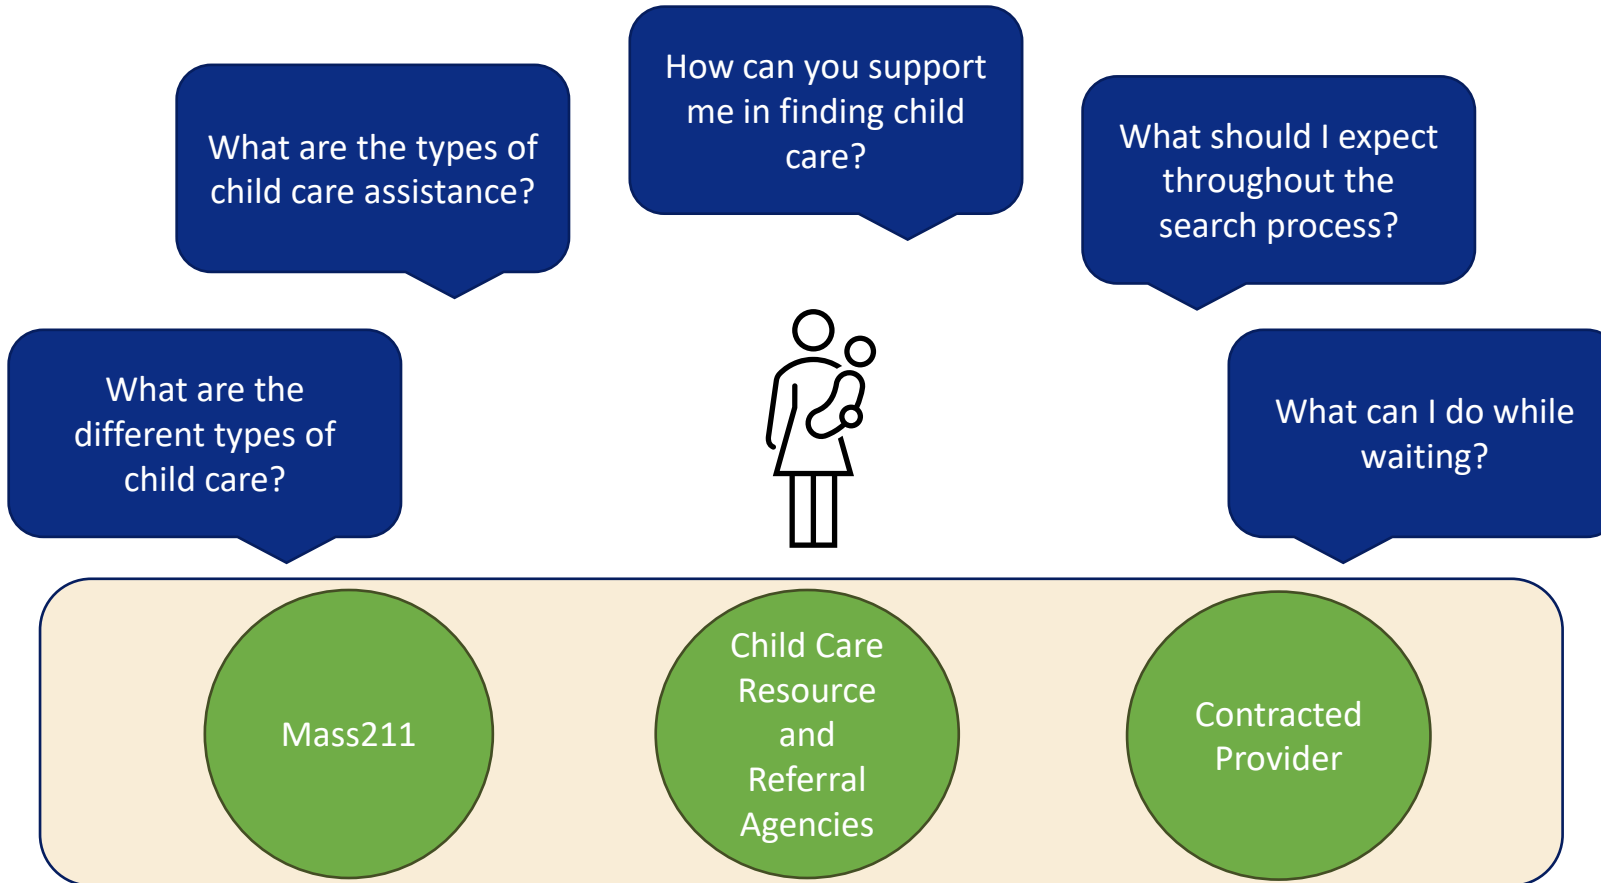 How can you support
me in finding child
care?
What are the types of
child care assistance?
What should I expect
throughout the
search process?
What are the
different types of
child care?
What can I do while
waiting?
Mass211
Child Care
Resource
and
Referral
Agencies
Contracted
Provider